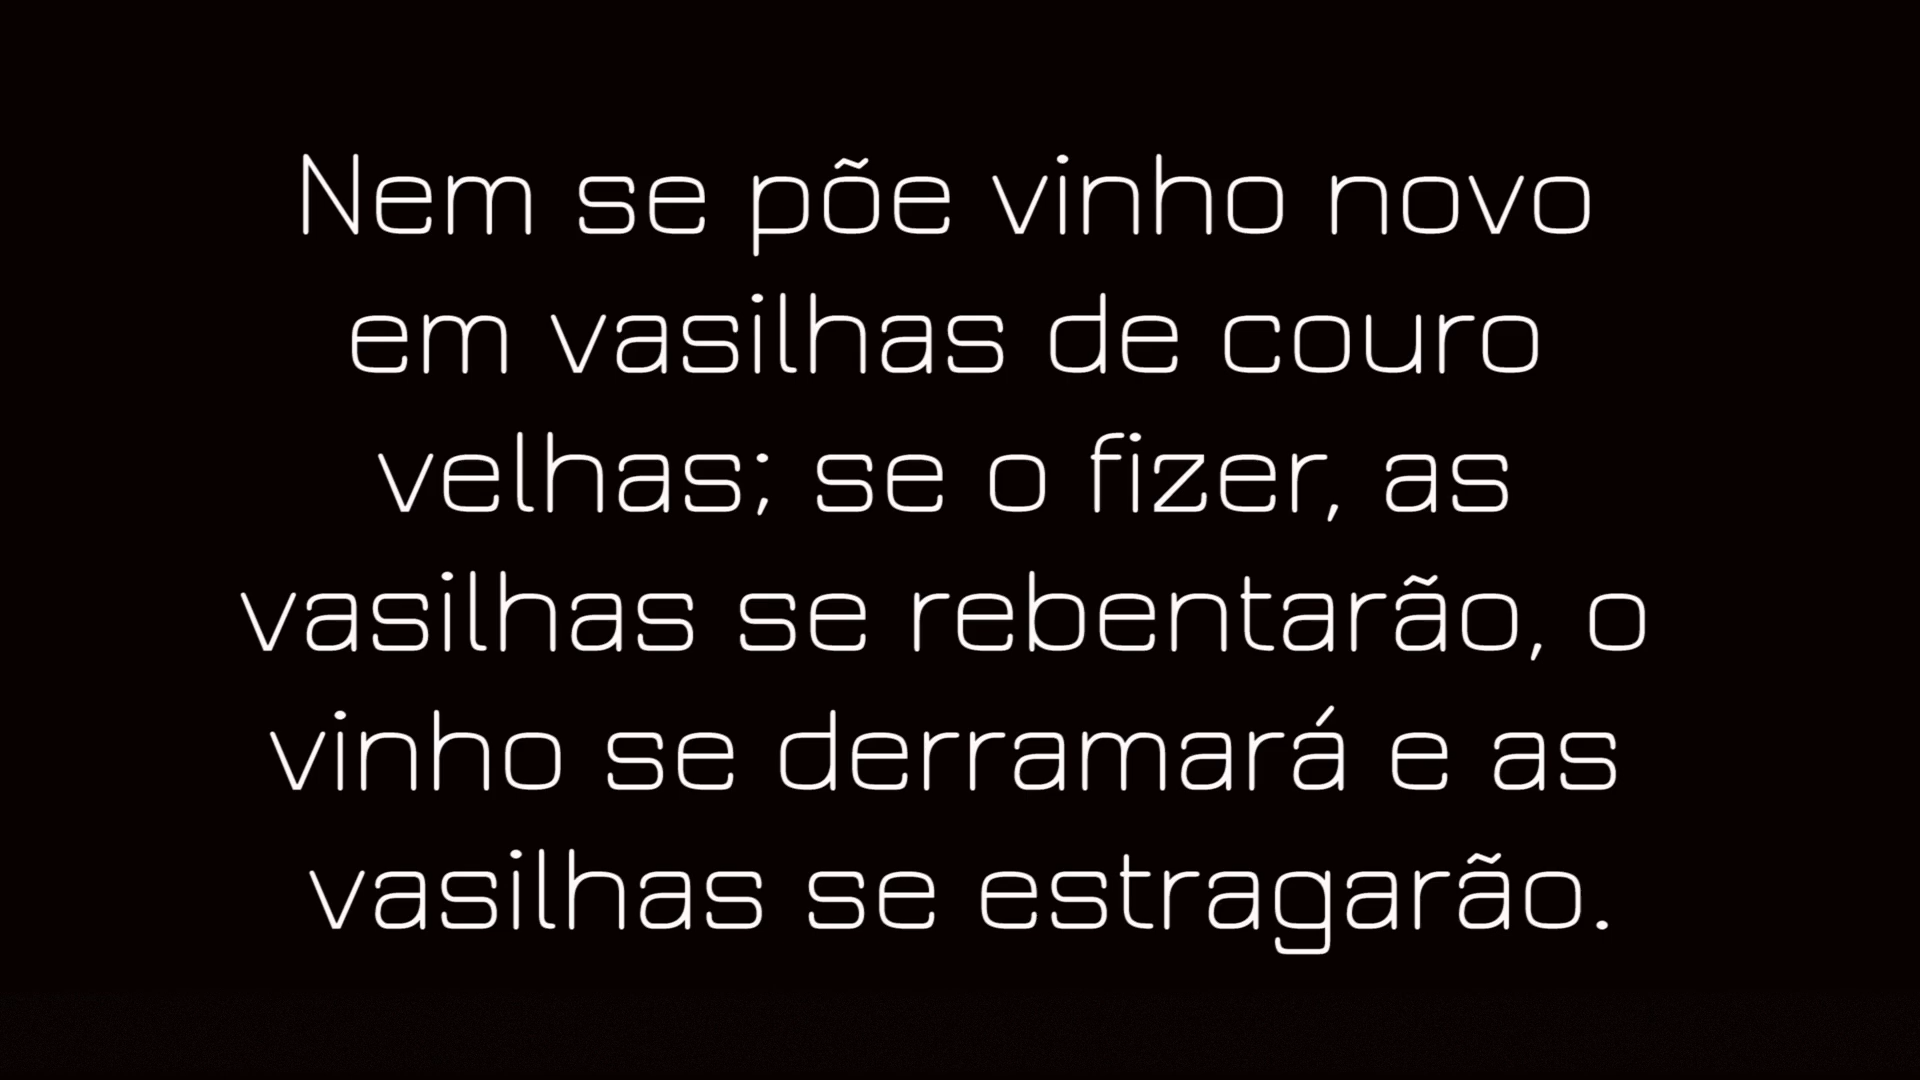 Nem se põe vinho novo
em vasilhas de couro
velhas; se o fizer, as
vasilhas se rebentarão, o
vinho se derramará e as
vasilhas se estragarão.